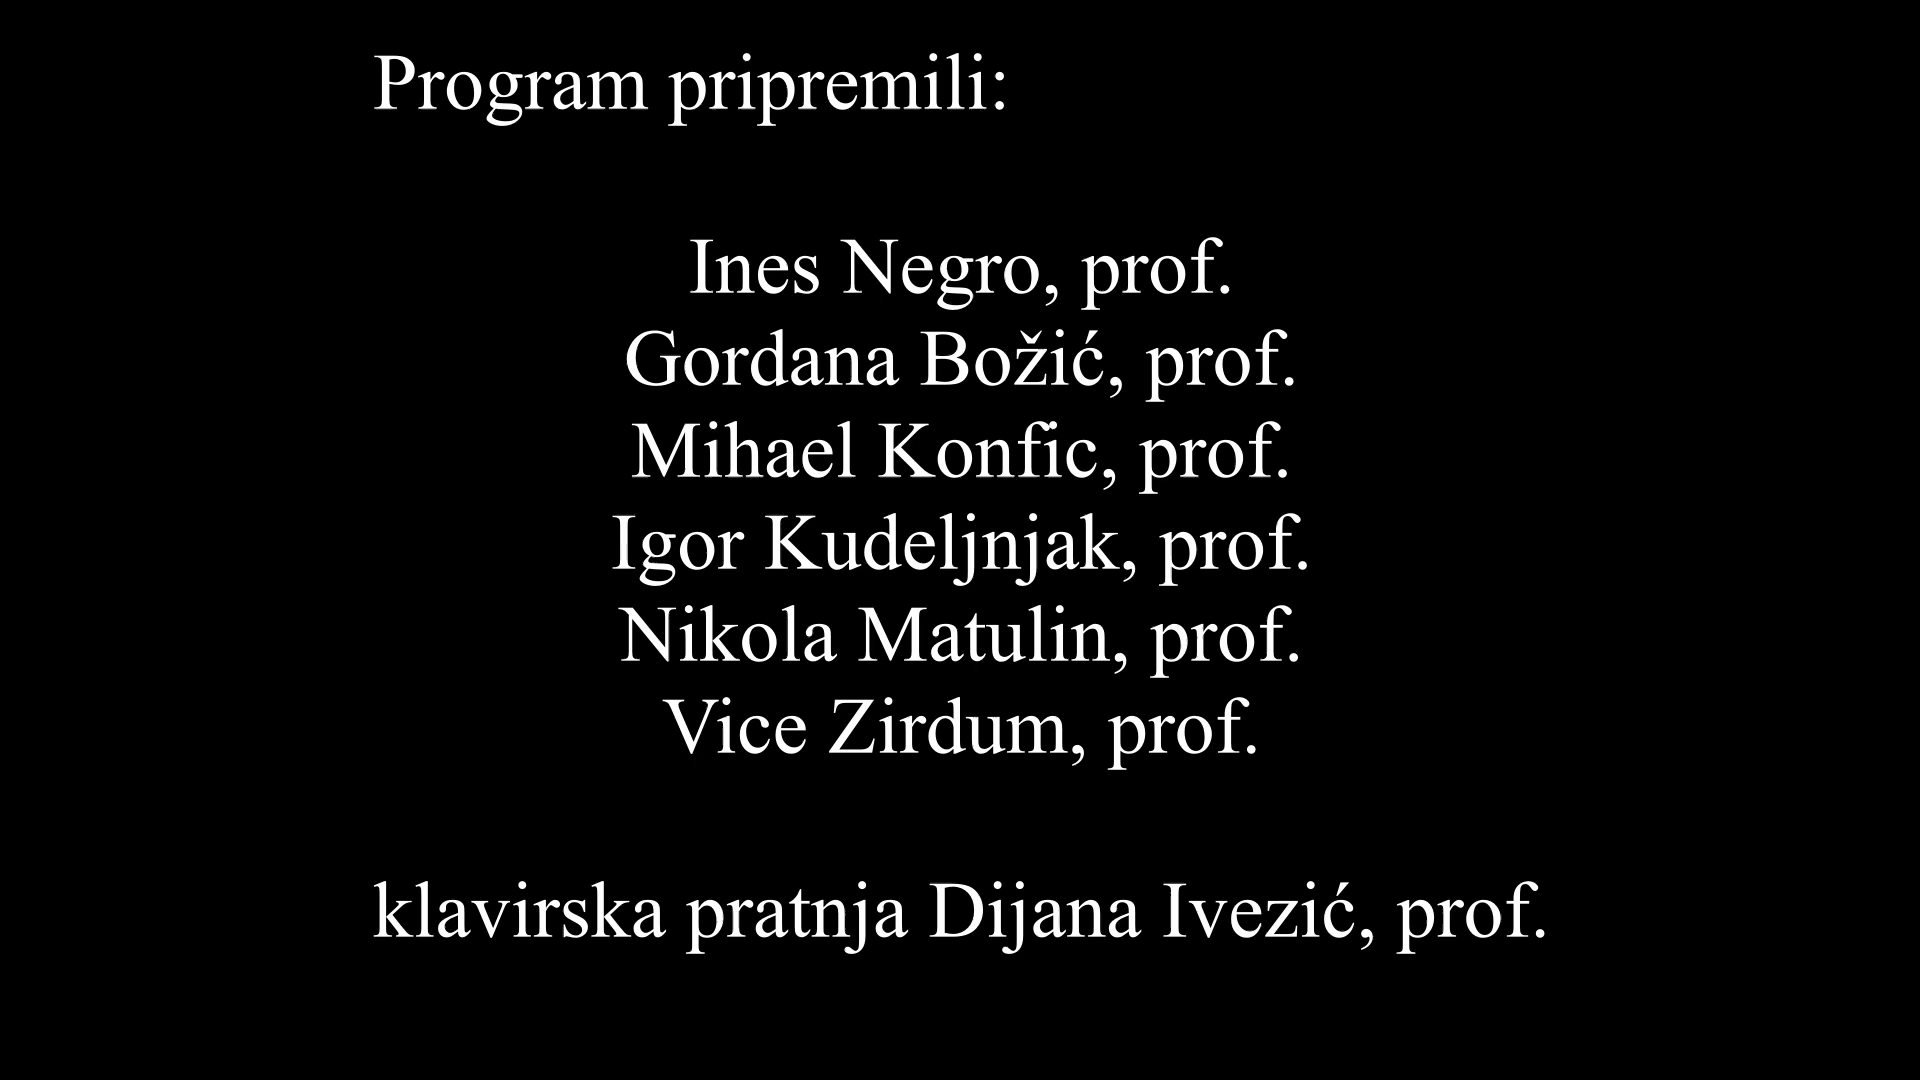 Program pripremili:
Ines Negro, prof.
Gordana Božić, prof.
Mihael Konfic, prof.
Igor Kudeljnjak, prof.
Nikola Matulin, prof.
Vice Zirdum, prof.
klavirska pratnja Dijana Ivezić, prof.